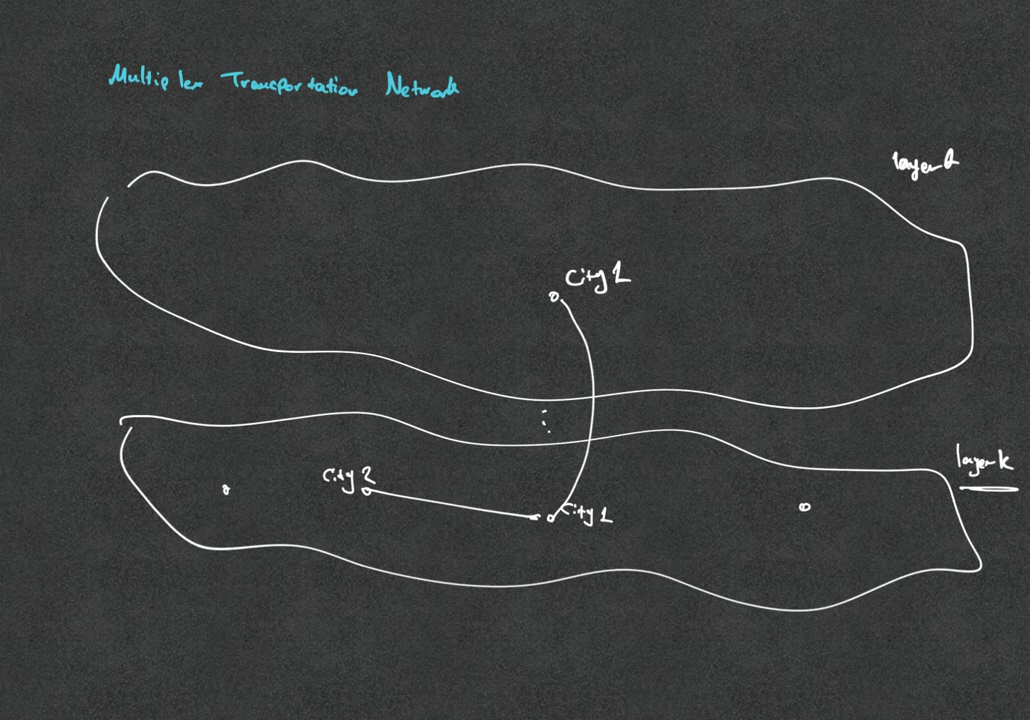 Multiplex Transportation Network
layer 1
City 1
City 2
City 1
layer k